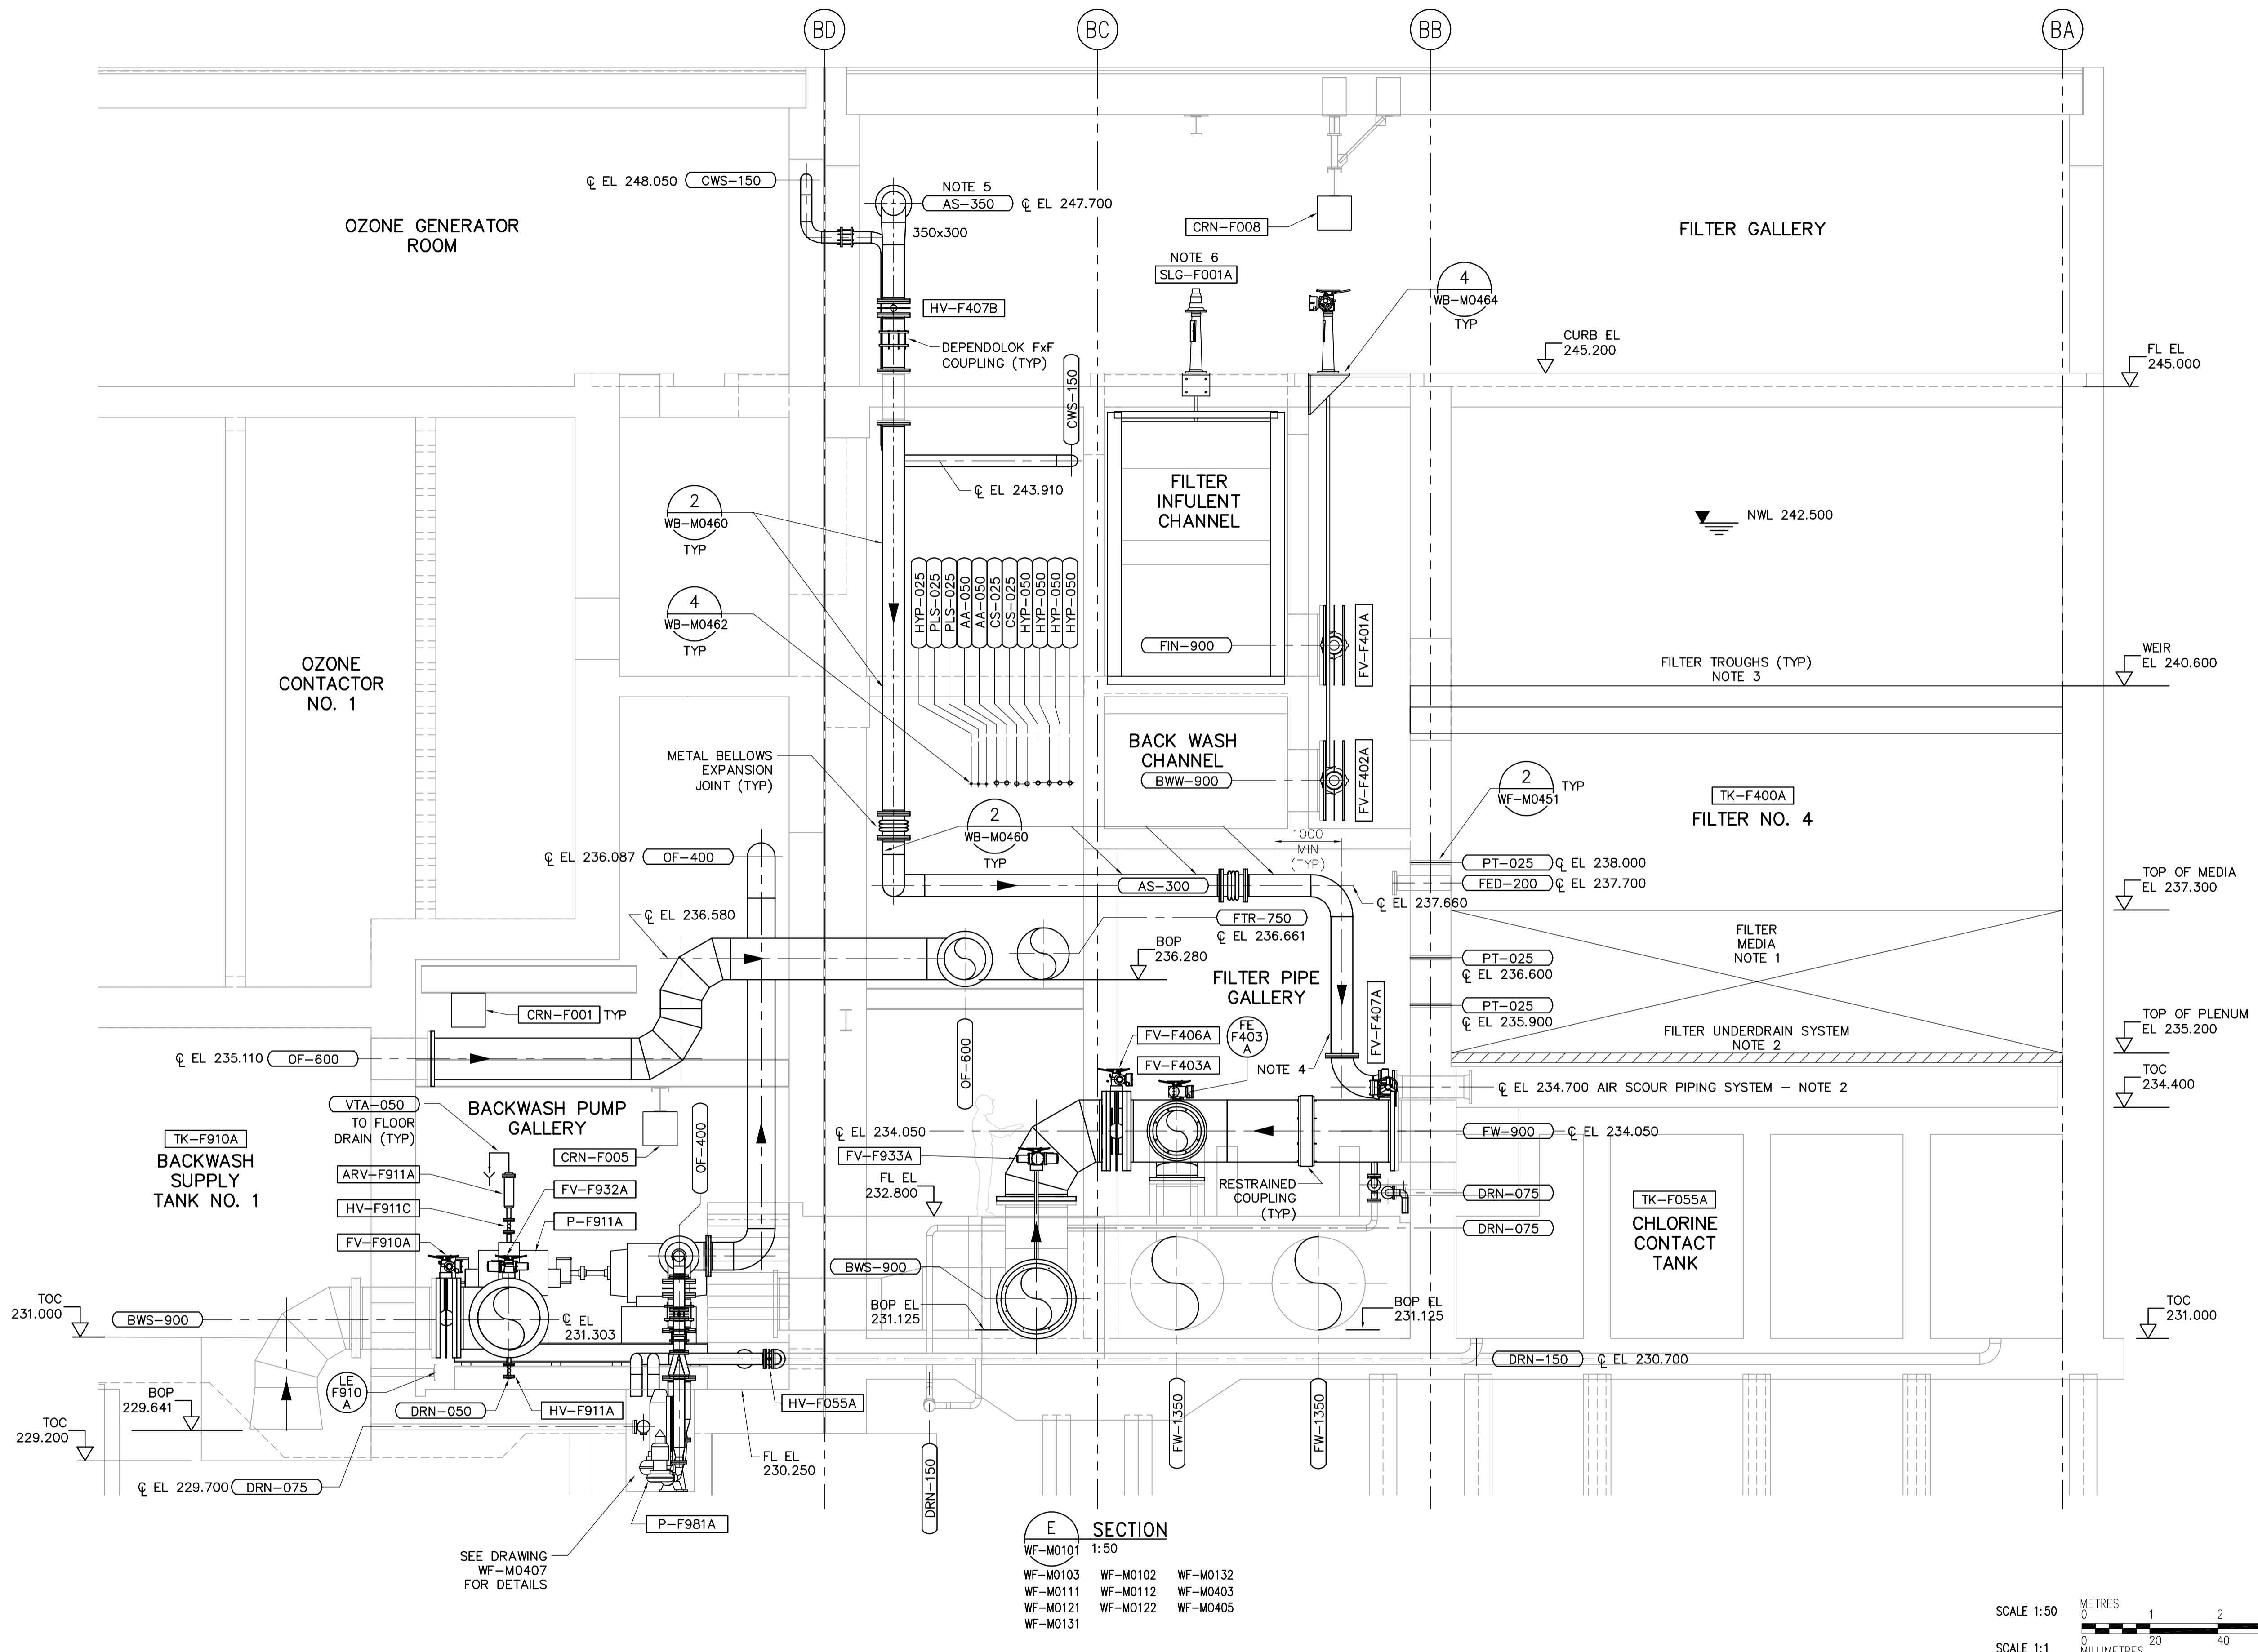 BD
BC
BB
BA
℄ EL 248.050
CWS-150
NOTE 5
AS-350
℄ EL 247.700
350x300
OZONE GENERATOR
ROOM
CRN-F008
FILTER GALLERY
NOTE 6
SLG-F001A
4
WB-M0464
TYP
HV-F407B
DEPENDOLOK FxF
COUPLING (TYP)
CWS-150
CURB EL
245.200
FL EL
245.000
℄ EL 243.910
2
WB-M0460
TYP
FILTER
INFULENT
CHANNEL
NWL 242.500
HYP-025
PLS-025
PLS-025
AA-050
AA-050
CS-025
CS-025
HYP-050
HYP-050
HYP-050
HYP-050
4
WB-M0462
TYP
FIN-900
FV-F401A
OZONE
CONTACTOR
NO. 1
FILTER TROUGHS (TYP)
NOTE 3
WEIR
EL 240.600
METAL BELLOWS
EXPANSION
JOINT (TYP)
BACK WASH
CHANNEL
BWW-900
FV-F402A
2
WF-M0451
TYP
TK-F400A
FILTER NO. 4
2
WB-M0460
TYP
1000
MIN
(TYP)
℄ EL 236.087
OF-400
PT-025
℄ EL 238.000
AS-300
FED-200
℄ EL 237.700
TOP OF MEDIA
EL 237.300
℄ EL 237.660
℄ EL 236.580
FTR-750
℄ EL 236.661
BOP
236.280
FILTER
MEDIA
NOTE 1
PT-025
℄ EL 236.600
FILTER PIPE
GALLERY
CRN-F001
TYP
PT-025
℄ EL 235.900
FV-F407A
FILTER UNDERDRAIN SYSTEM
NOTE 2
TOP OF PLENUM
EL 235.200
FV-F406A
FE
F403
A
FV-F403A
NOTE 4
℄ EL 235.110
OF-600
OF-600
℄ EL 234.700 AIR SCOUR PIPING SYSTEM - NOTE 2
TOC
234.400
VTA-050
TO FLOOR
DRAIN (TYP)
BACKWASH PUMP
GALLERY
CRN-F005
OF-400
℄ EL 234.050
FW-900
℄ EL 234.050
TK-F910A
BACKWASH
SUPPLY
TANK NO. 1
ARV-F911A
FV-F932A
HV-F911C
P-F911A
FV-F910A
FV-F933A
FL EL
232.800
RESTRAINED
COUPLING
(TYP)
DRN-075
DRN-075
TK-F055A
CHLORINE
CONTACT
TANK
BWS-900
TOC
231.000
BWS-900
℄ EL
231.303
BOP EL
231.125
BOP EL
231.125
TOC
231.000
DRN-150
℄ EL 230.700
LE
F910
A
BOP
229.641
TOC
229.200
DRN-050
HV-F911A
HV-F055A
FL EL
230.250
℄ EL 229.700
DRN-075
DRN-150
FW-1350
FW-1350
P-F981A
SEE DRAWING
WF-M0407
FOR DETAILS
E
WF-M0101
SECTION
1:50
WF-M0103 WF-M0102 WF-M0132
WF-M0111 WF-M0112 WF-M0403
WF-M0121 WF-M0122 WF-M0405
WF-M0131
SCALE 1:50
METRES
0 1 2
SCALE 1:1
0 20 40
MILLIMETRES